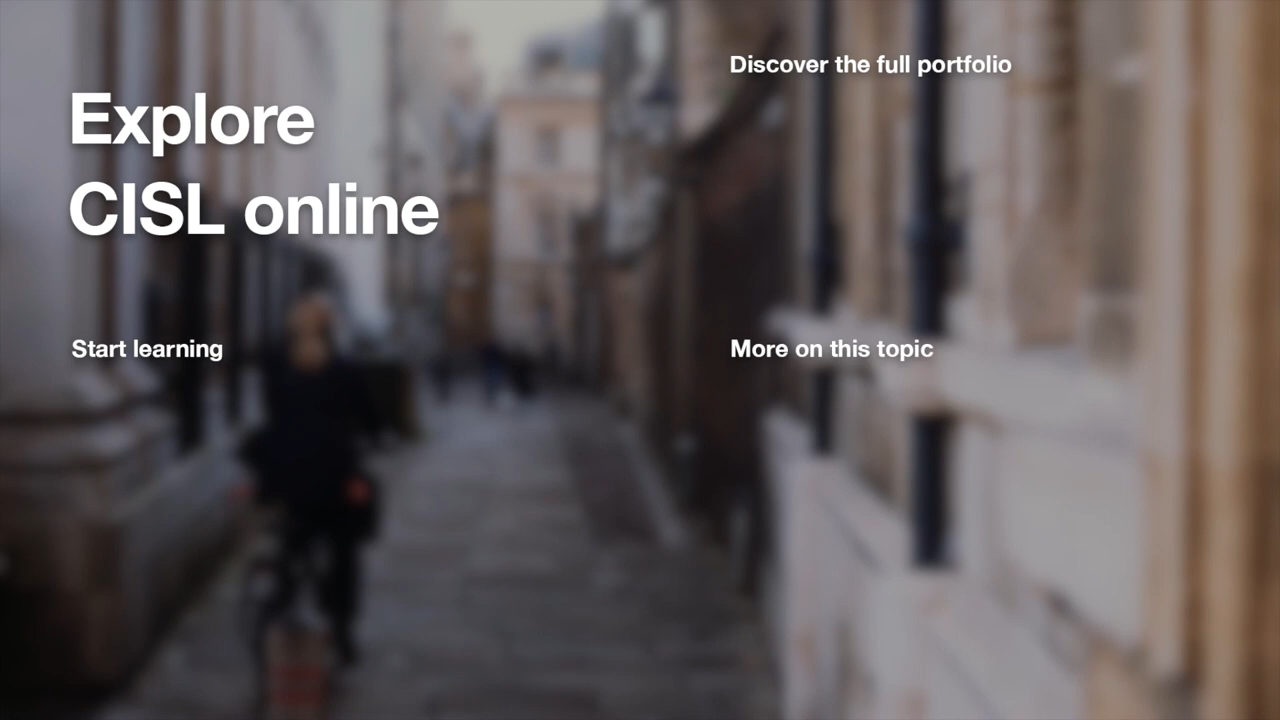 Explore
CISL online
Start learning
Discover the full portfolio
More on this topic